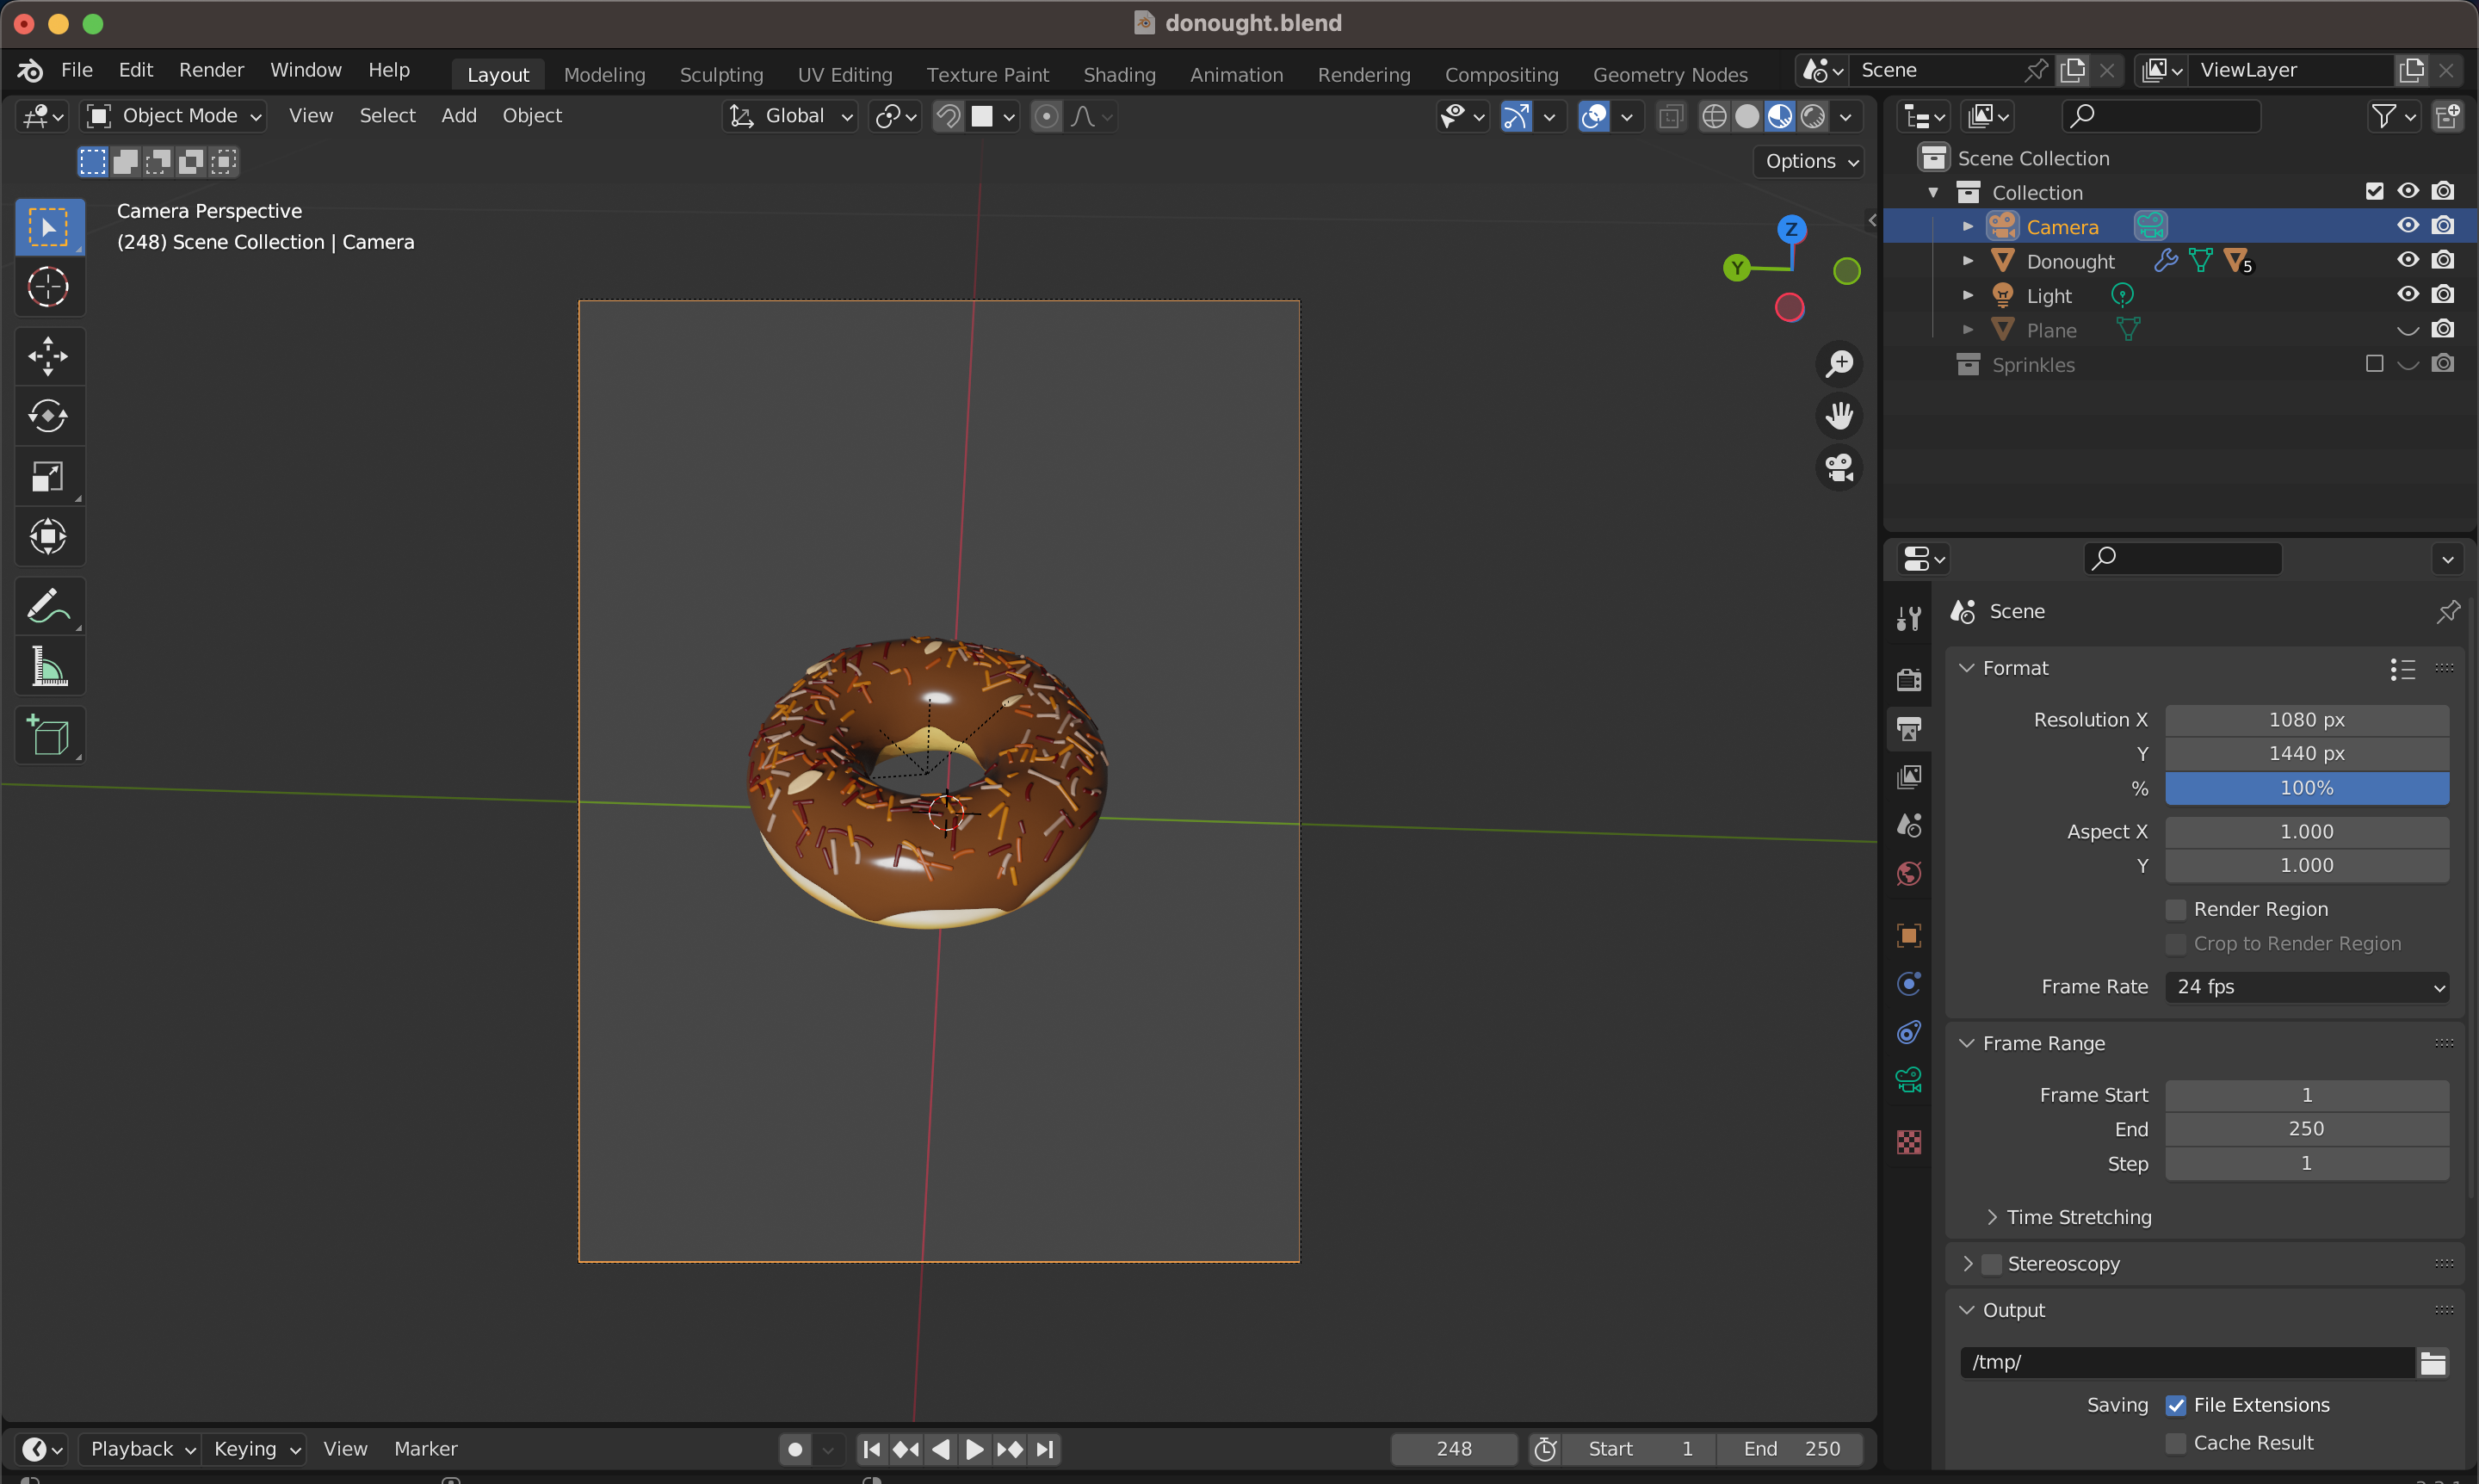 donought.blend
File Edit Render Window Help Layout Modeling Sculpting UV Editing Texture Paint Shading Animation Rendering Compositing Geometry Nodes Scene ViewLayer
Object Mode View Select Add Object Global
Options
Camera Perspective
(248) Scene Collection | Camera
Z
Y
Scene Collection
Collection
Camera
Donought 5
Light
Plane
Sprinkles
Scene
Format
Resolution X 1080 px
Y 1440 px
% 100%
Aspect X 1.000
Y 1.000
Render Region
Crop to Render Region
Frame Rate 24 fps
Frame Range
Frame Start 1
End 250
Step 1
Time Stretching
Stereoscopy
Output
/tmp/
Saving File Extensions
Cache Result
Playback Keying View Marker 248 Start 1 End 250